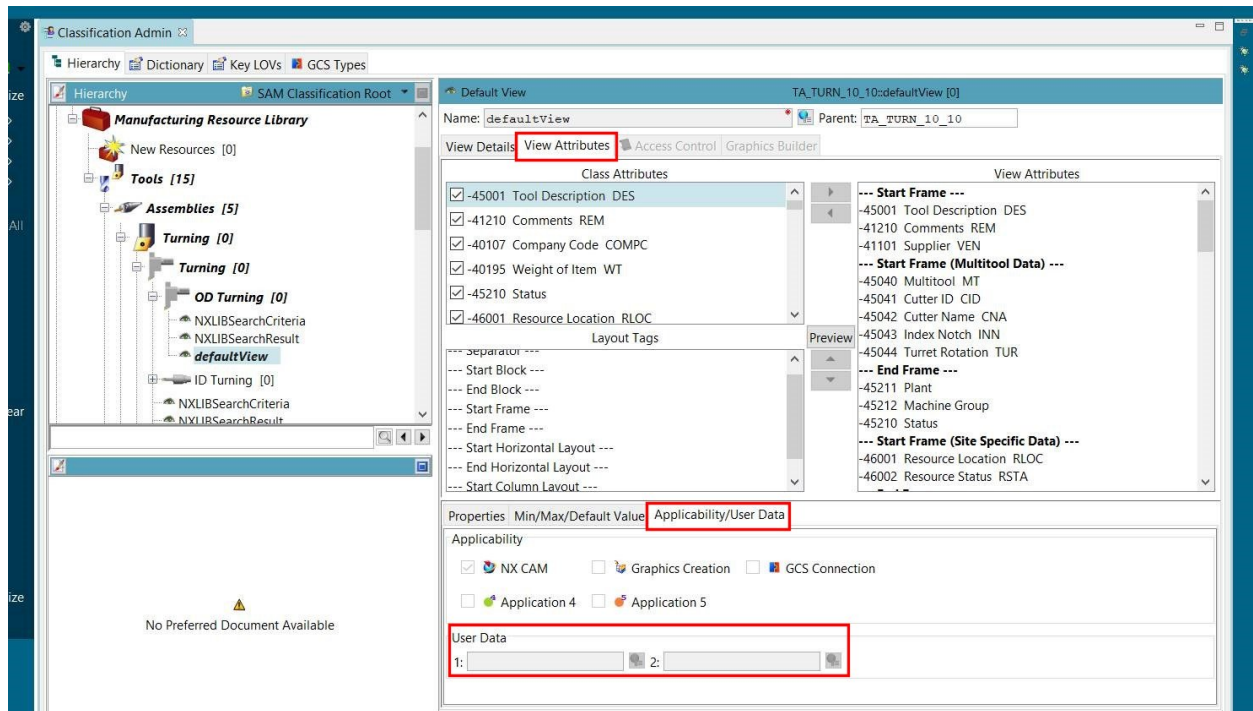 Classification Admin
Hierarchy Dictionary Key LOVs GCS Types
ize
All
ear
ize
Hierarchy SAM Classification Root
Manufacturing Resource Library
New Resources [0]
Tools [15]
Assemblies [5]
Turning [0]
Turning [0]
OD Turning [0]
NXLIBSearchCriteria
NXLIBSearchResult
defaultView
ID Turning [0]
NXLIBSearchCriteria
NXLIBSearchResult
No Preferred Document Available
Default View TA_TURN_10_10::defaultView [0]
Name: defaultView * Parent: TA_TURN_10_10
View Details View Attributes Access Control Graphics Builder
Class Attributes
-45001 Tool Description DES
-41210 Comments REM
-40107 Company Code COMPC
-40195 Weight of Item WT
-45210 Status
-46001 Resource Location RLOC
Layout Tags
--- Separator ---
--- Start Block ---
--- End Block ---
--- Start Frame ---
--- End Frame ---
--- Start Horizontal Layout ---
--- End Horizontal Layout ---
--- Start Column Layout ---
Preview
View Attributes
--- Start Frame ---
-45001 Tool Description DES
-41210 Comments REM
-41101 Supplier VEN
--- Start Frame (Multitool Data) ---
-45040 Multitool MT
-45041 Cutter ID CID
-45042 Cutter Name CNA
-45043 Index Notch INN
-45044 Turret Rotation TUR
--- End Frame ---
-45211 Plant
-45212 Machine Group
-45210 Status
--- Start Frame (Site Specific Data) ---
-46001 Resource Location RLOC
-46002 Resource Status RSTA
Properties Min/Max/Default Value Applicability/User Data
Applicability
NX CAM Graphics Creation GCS Connection
4 Application 4 5 Application 5
User Data
1: 2: